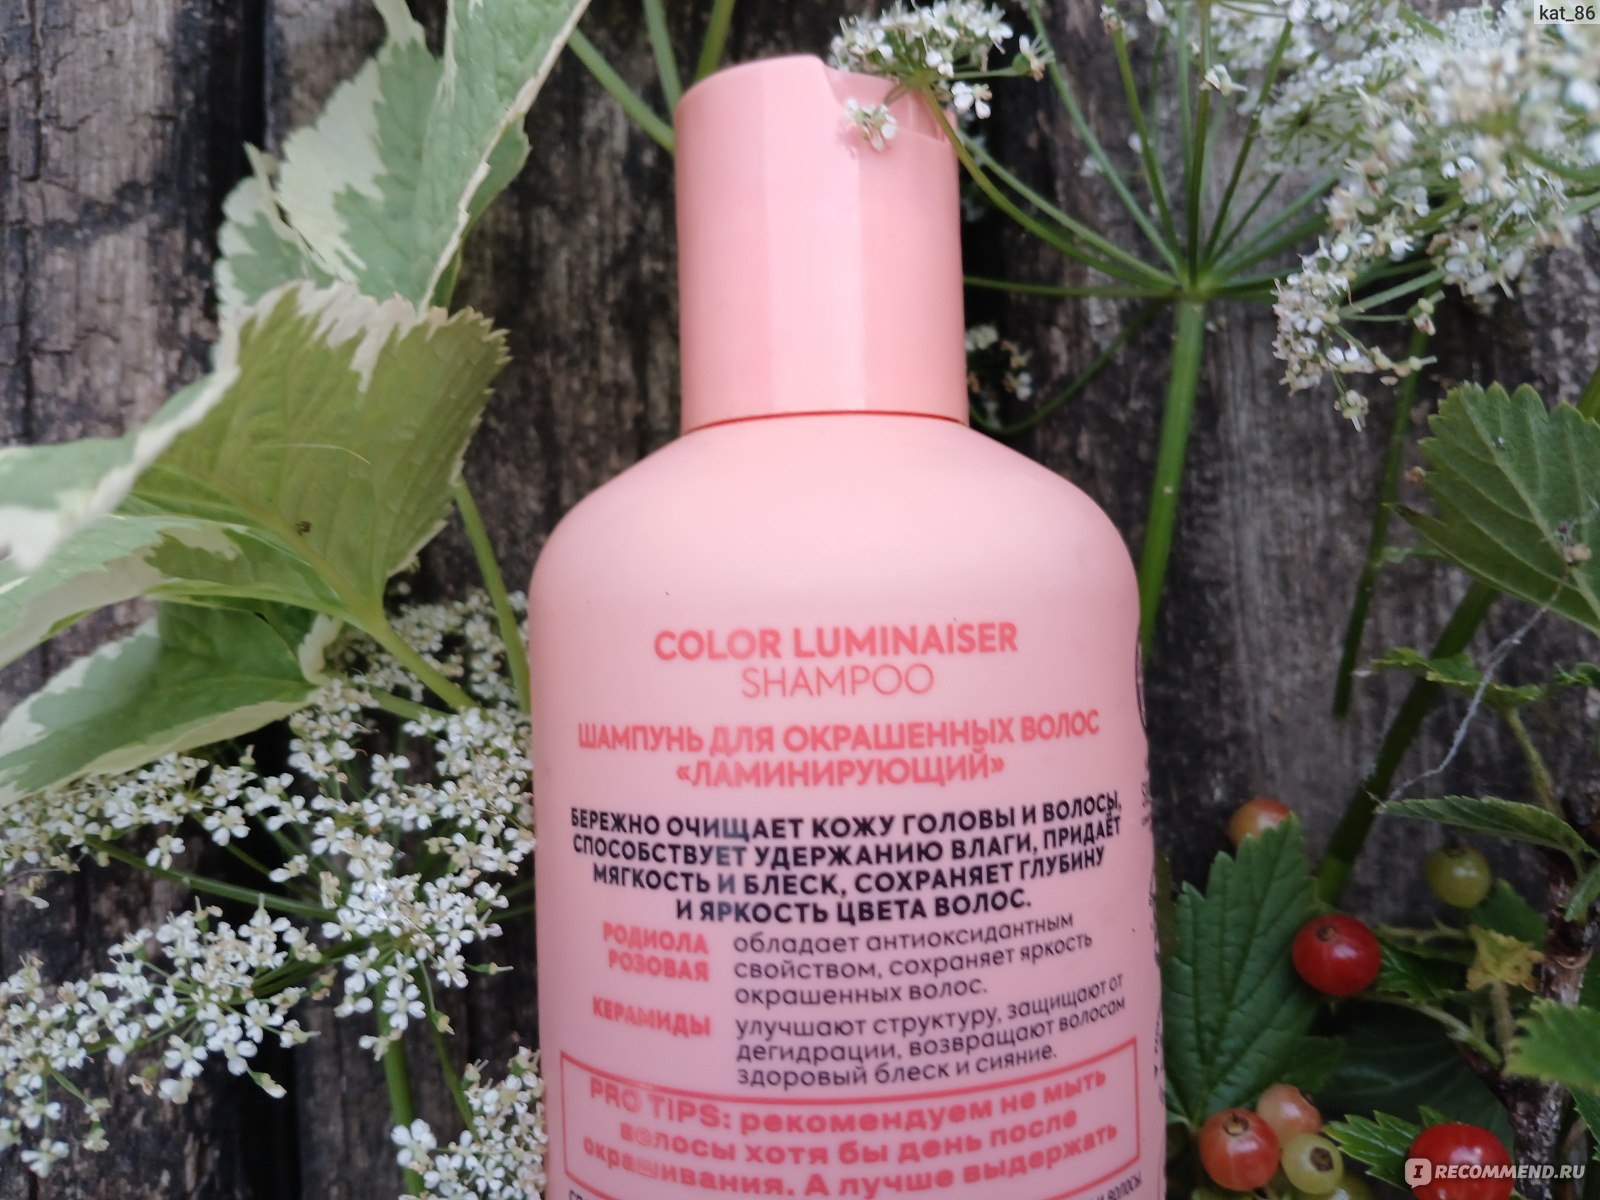 kat_86
COLOR LUMINAISER
SHAMPOO
ШАМПУНЬ ДЛЯ ОКРАШЕННЫХ ВОЛОС
«ЛАМИНИРУЮЩИЙ»
БЕРЕЖНО ОЧИЩАЕТ КОЖУ ГОЛОВЫ И ВОЛОСЫ,
СПОСОБСТВУЕТ УДЕРЖАНИЮ ВЛАГИ, ПРИДАЁТ
МЯГКОСТЬ И БЛЕСК, СОХРАНЯЕТ ГЛУБИНУ
И ЯРКОСТЬ ЦВЕТА ВОЛОС.
РОДИОЛА
РОЗОВАЯ
обладает антиоксидантным
свойством, сохраняет яркость
окрашенных волос.
КЕРАМИДЫ
улучшают структуру, защищают от
дегидрации, возвращают волосам
здоровый блеск и сияние.
PRO TIPS: рекомендуем не мыть
волосы хотя бы день после
окрашивания. А лучше выдержать
IRECOMMEND.RU